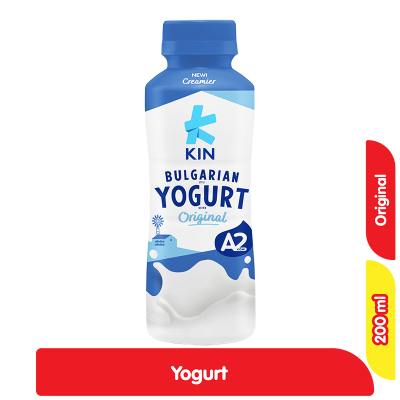 NEW!
Creamier
KIN
BULGARIAN
YOGURT
Original
A2
Original
200 ml
Yogurt